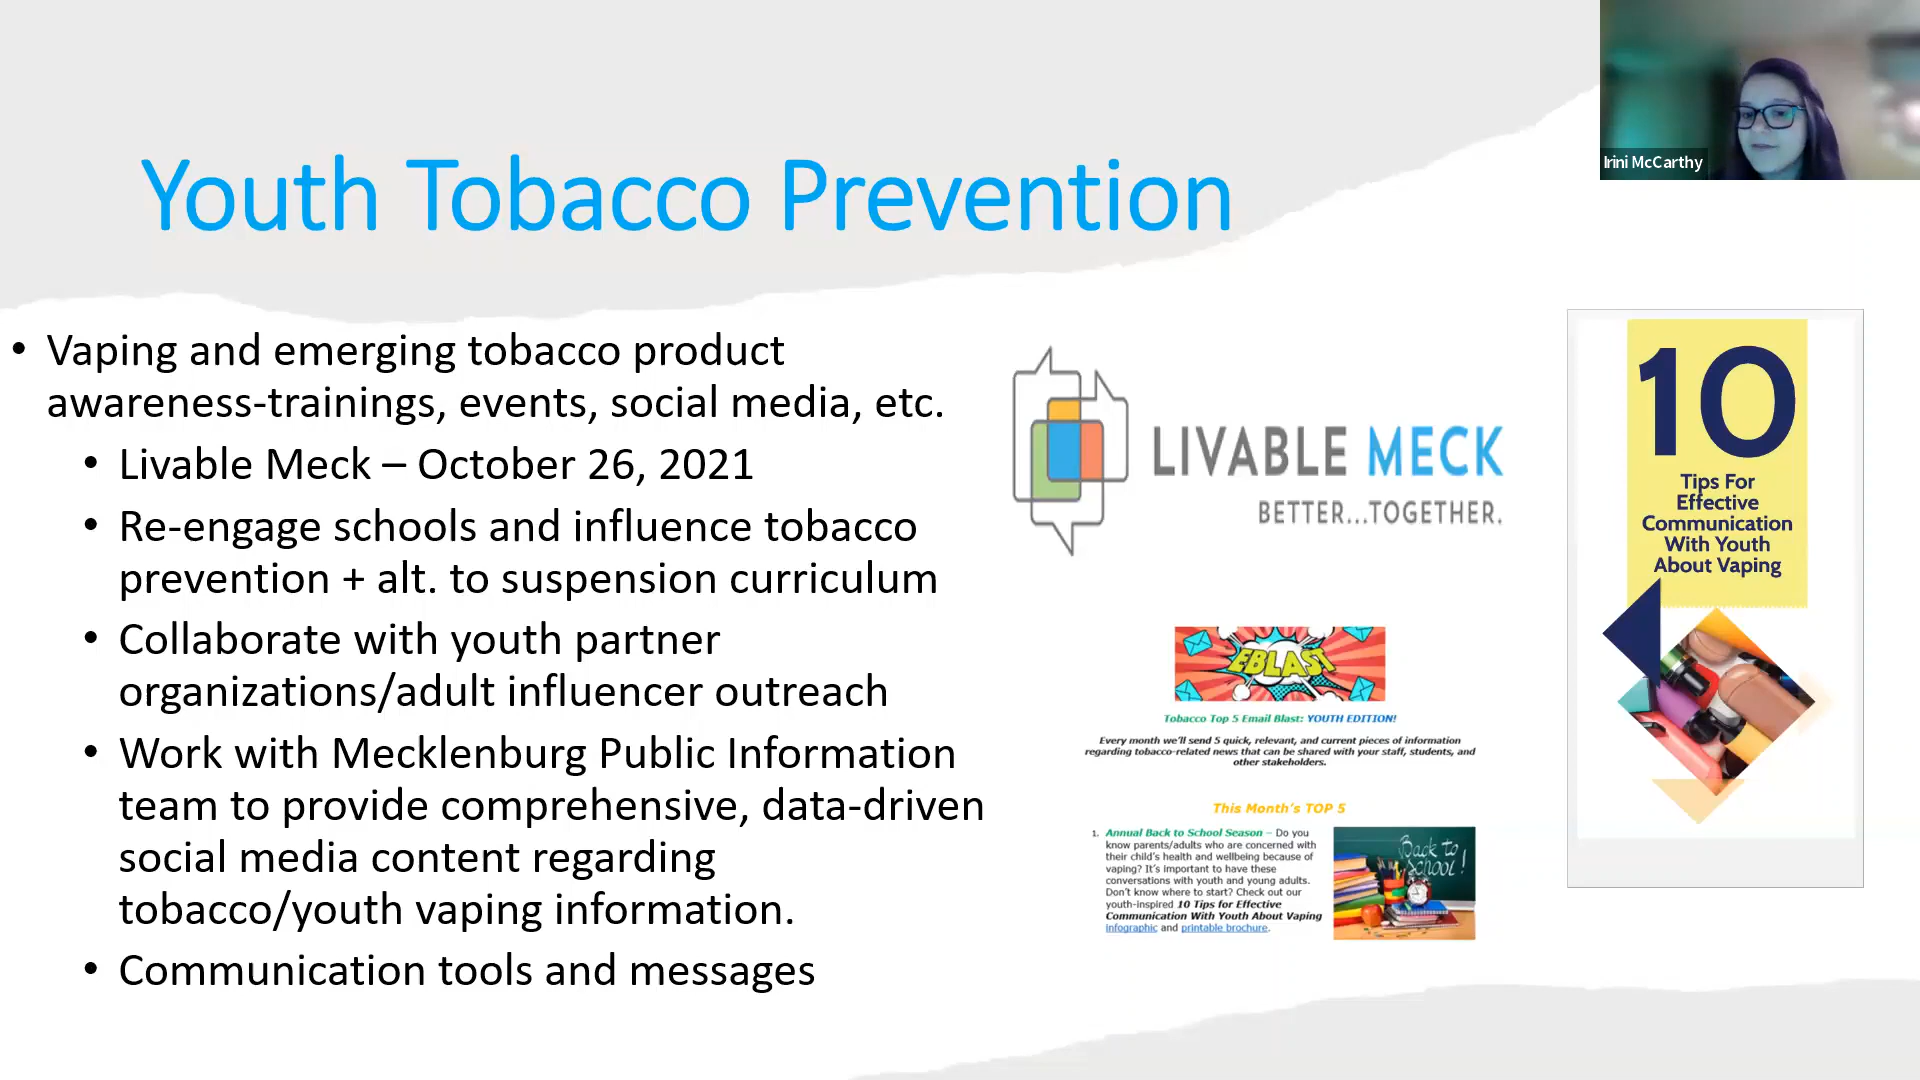 Irini McCarthy
Youth Tobacco Prevention
• Vaping and emerging tobacco product
awareness-trainings, events, social media, etc.
• Livable Meck – October 26, 2021
• Re-engage schools and influence tobacco
prevention + alt. to suspension curriculum
• Collaborate with youth partner
organizations/adult influencer outreach
• Work with Mecklenburg Public Information
team to provide comprehensive, data-driven
social media content regarding
tobacco/youth vaping information.
• Communication tools and messages
LIVABLE MECK
BETTER...TOGETHER.
EBLAST
Tobacco Top 5 Email Blast: YOUTH EDITION!
Every month we'll send 5 quick, relevant, and current pieces of information
regarding tobacco-related news that can be shared with your staff, students, and
other stakeholders.
This Month's TOP 5
1. Annual Back to School Season – Do you
know parents/adults who are concerned with
their child's health and wellbeing because of
vaping? It's important to have these
conversations with youth and young adults.
Don't know where to start? Check out our
youth-inspired 10 Tips for Effective
Communication With Youth About Vaping
infographic and printable brochure.
Back to
School!
10
Tips For
Effective
Communication
With Youth
About Vaping